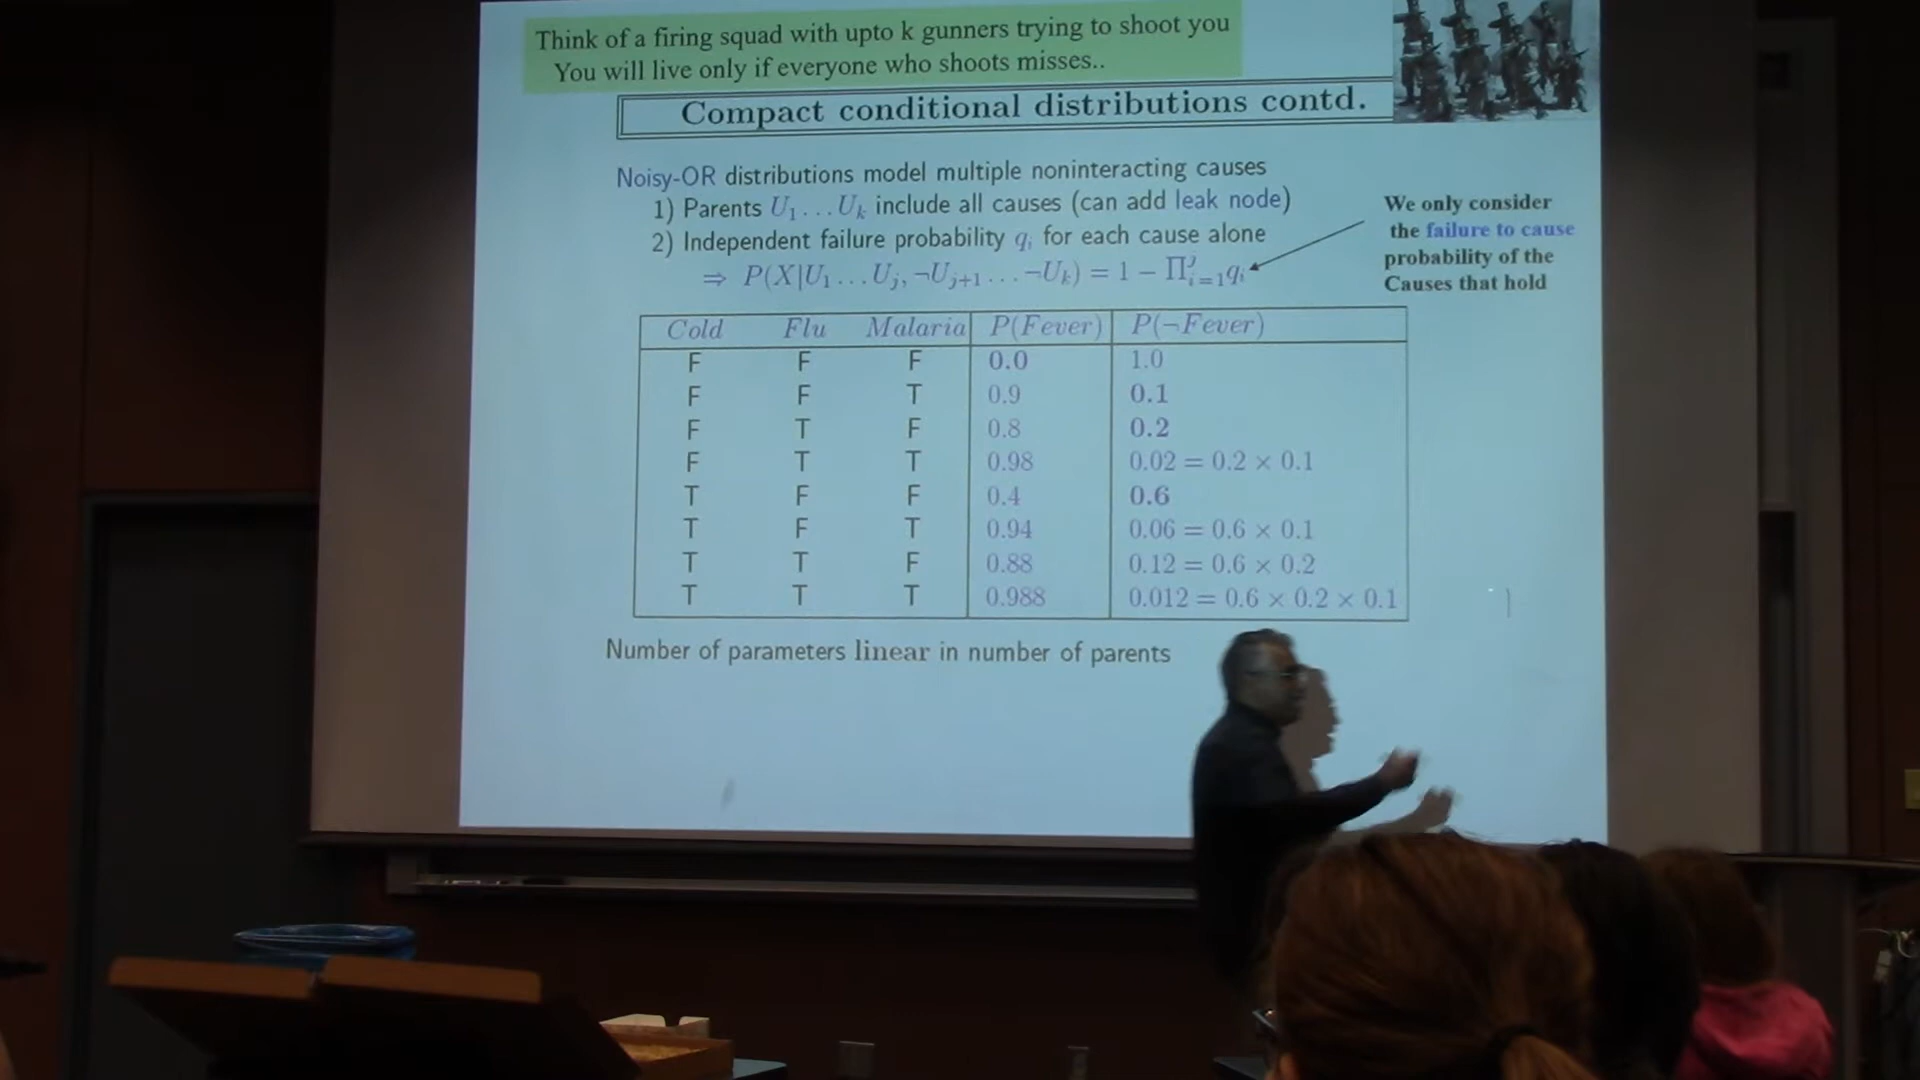 Think of a firing squad with upto k gunners trying to shoot you
You will live only if everyone who shoots misses..
Compact conditional distributions contd.
Noisy-OR distributions model multiple noninteracting causes
1) Parents U₁ . . . Uₖ include all causes (can add leak node)
2) Independent failure probability qᵢ for each cause alone
⇒ P(X|U₁ . . . Uⱼ, ¬Uⱼ₊₁ . . . ¬Uₖ) = 1 − Πʲᵢ₌₁qᵢ
We only consider
the failure to cause
probability of the
Causes that hold
Cold Flu Malaria P(Fever) P(¬Fever)
F F F 0.0 1.0
F F T 0.9 0.1
F T F 0.8 0.2
F T T 0.98 0.02 = 0.2 × 0.1
T F F 0.4 0.6
T F T 0.94 0.06 = 0.6 × 0.1
T T F 0.88 0.12 = 0.6 × 0.2
T T T 0.988 0.012 = 0.6 × 0.2 × 0.1
Number of parameters linear in number of parents